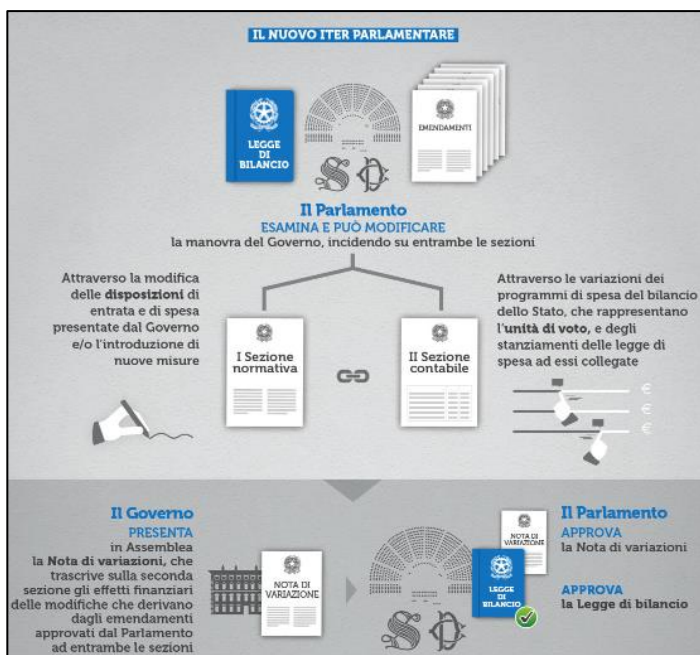 IL NUOVO ITER PARLAMENTARE
LEGGE
DI
BILANCIO
EMENDAMENTI
Il Parlamento
ESAMINA E PUÒ MODIFICARE
la manovra del Governo, incidendo su entrambe le sezioni
Attraverso la modifica
delle disposizioni di
entrata e di spesa
presentate dal Governo
e/o l'introduzione di
nuove misure
I Sezione
normativa
II Sezione
contabile
Attraverso le variazioni dei
programmi di spesa del bilancio
dello Stato, che rappresentano
l'unità di voto, e degli
stanziamenti delle legge di
spesa ad essi collegate
€
€
€
Il Governo
PRESENTA
in Assemblea
la Nota di variazioni, che
trascrive sulla seconda
sezione gli effetti finanziari
delle modifiche che derivano
dagli emendamenti
approvati dal Parlamento
ad entrambe le sezioni
NOTA DI
VARIAZIONE
NOTA DI
VARIAZIONE
LEGGE
DI
BILANCIO
Il Parlamento
APPROVA
la Nota di variazioni
APPROVA
la Legge di bilancio